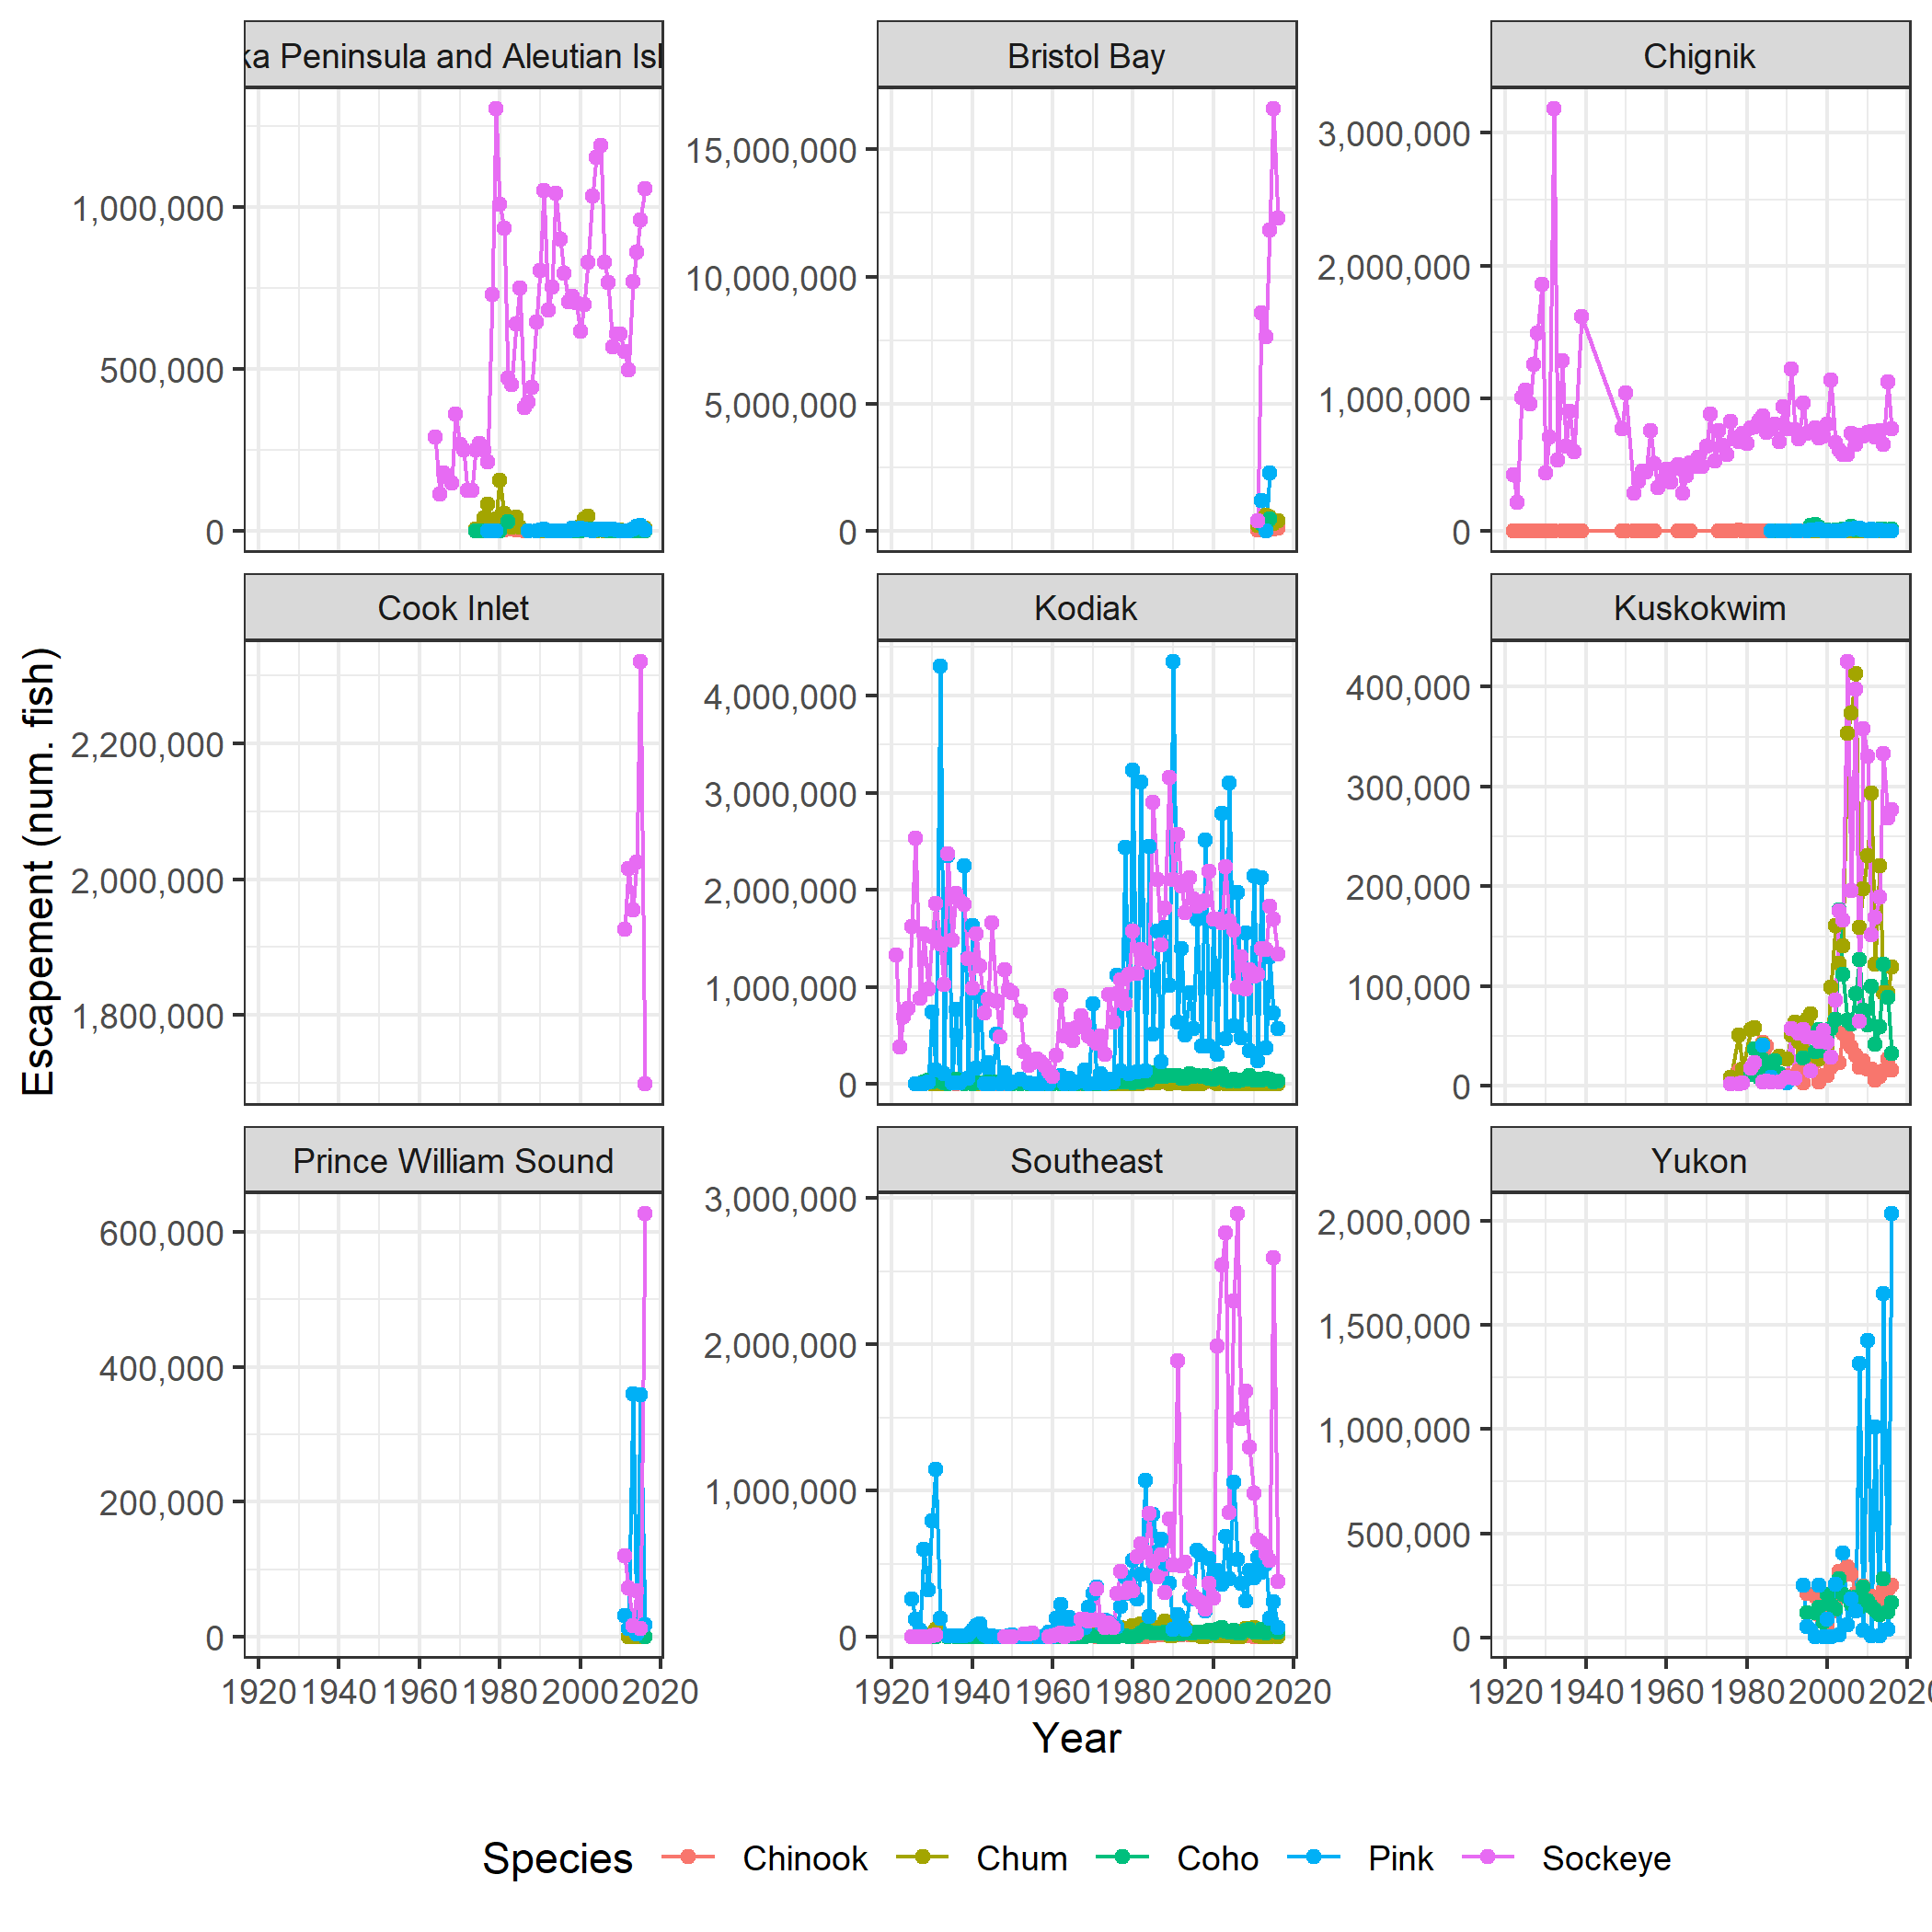 ka Peninsula and Aleutian Isl
Bristol Bay
Chignik
1,000,000
500,000
0
15,000,000
10,000,000
5,000,000
0
3,000,000
2,000,000
1,000,000
0
Cook Inlet
Kodiak
Kuskokwim
2,200,000
2,000,000
1,800,000
4,000,000
3,000,000
2,000,000
1,000,000
0
400,000
300,000
200,000
100,000
0
Escapement (num. fish)
Prince William Sound
Southeast
Yukon
600,000
400,000
200,000
0
3,000,000
2,000,000
1,000,000
0
2,000,000
1,500,000
1,000,000
500,000
0
1920 1940 1960 1980 2000 2020
1920 1940 1960 1980 2000 2020
1920 1940 1960 1980 2000 2020
Year
Species Chinook Chum Coho Pink Sockeye